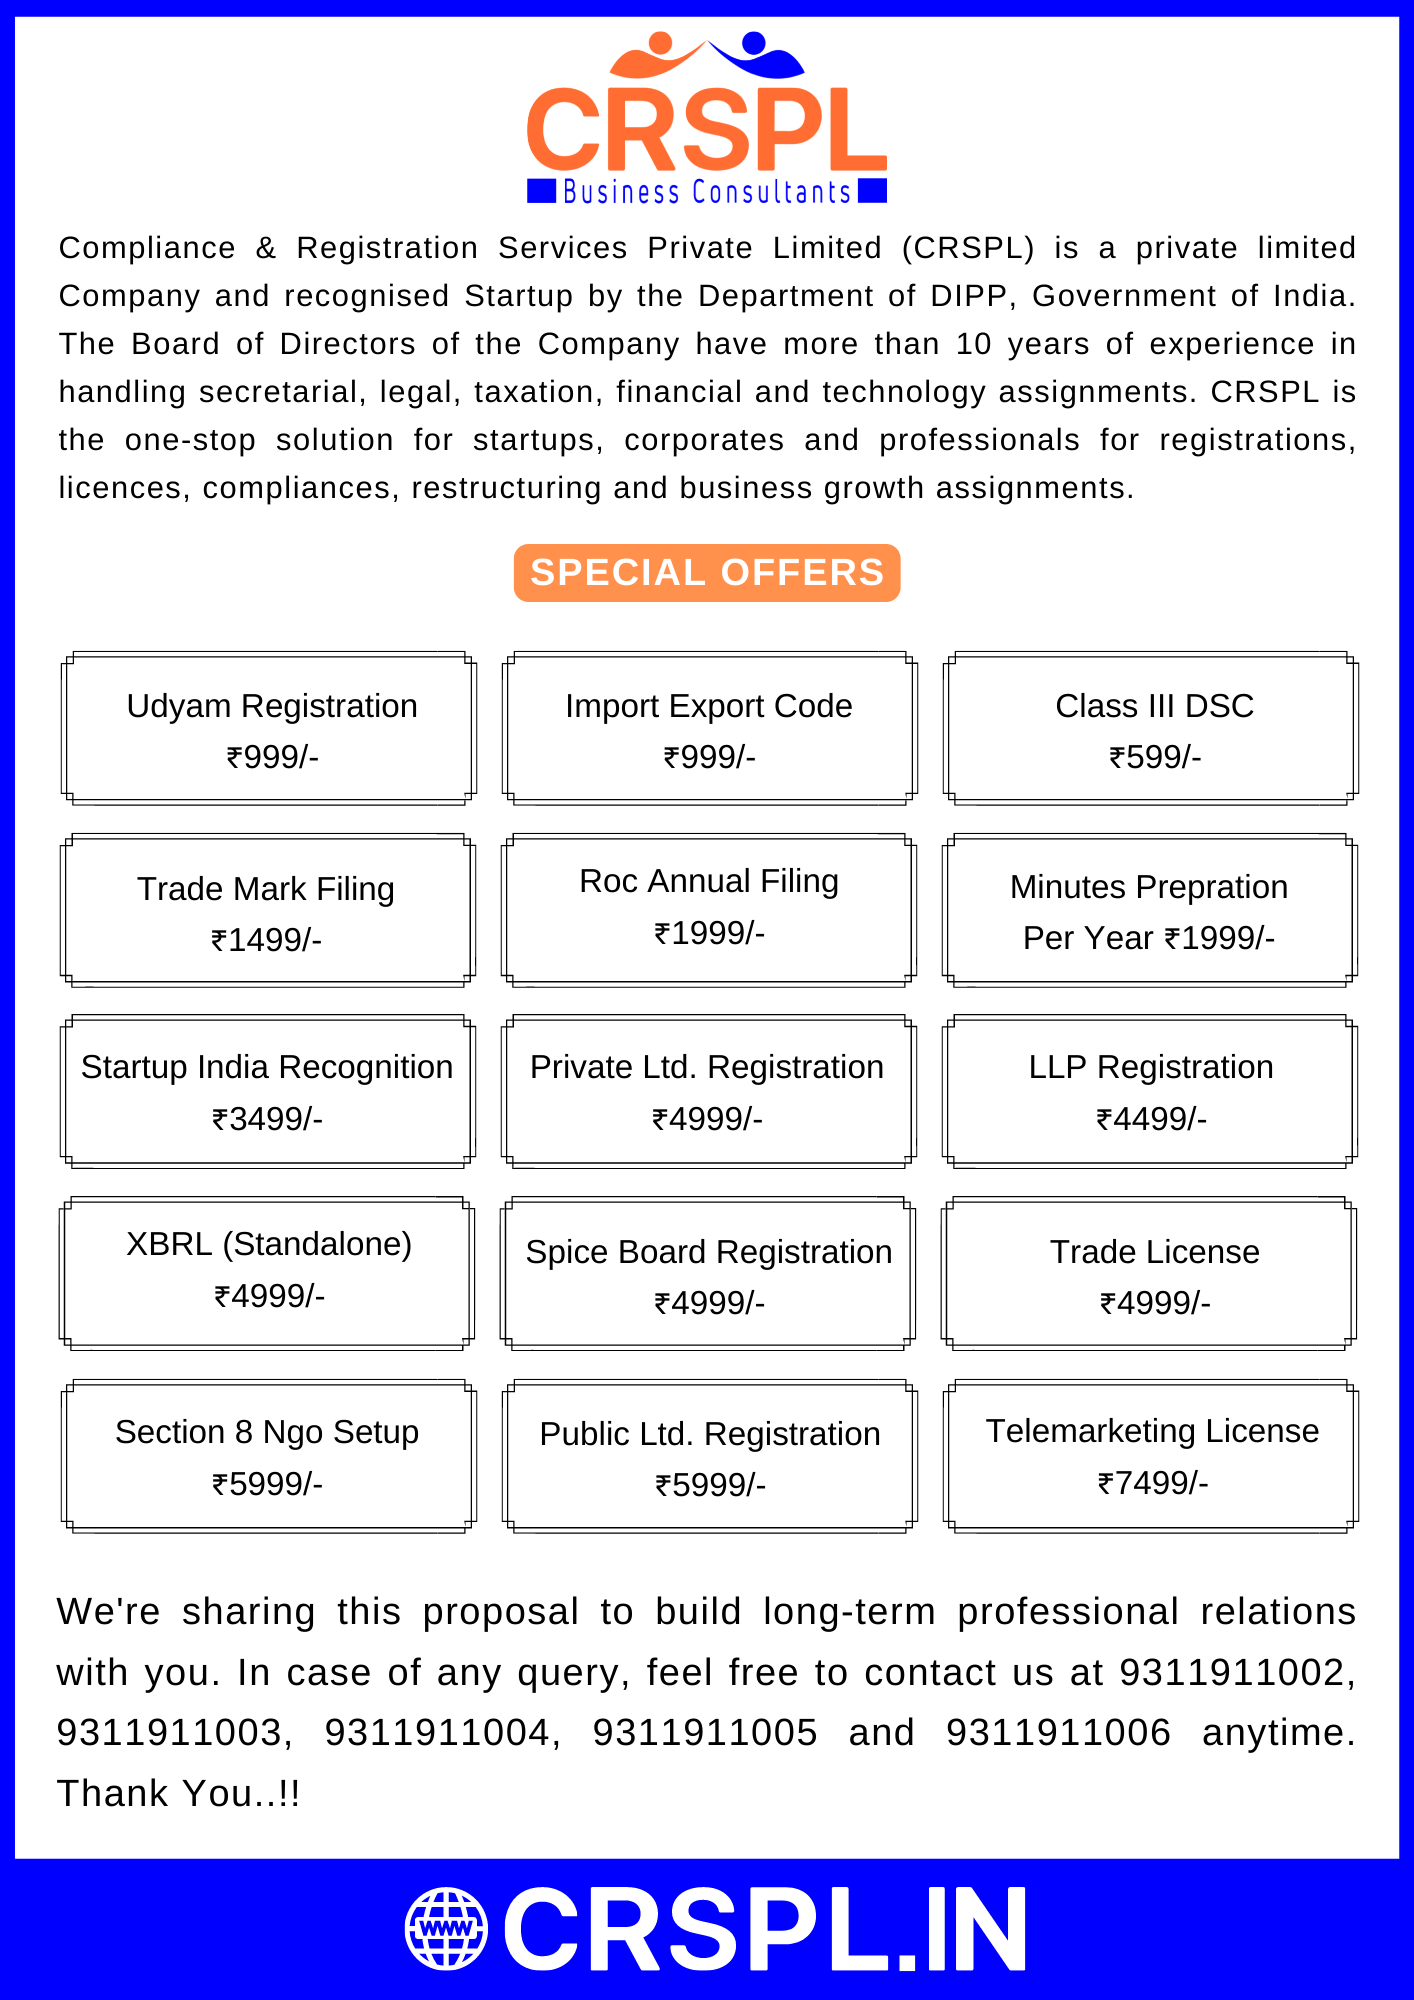 CRSPL
Business Consultants
Compliance & Registration Services Private Limited (CRSPL) is a private limited
Company and recognised Startup by the Department of DIPP, Government of India.
The Board of Directors of the Company have more than 10 years of experience in
handling secretarial, legal, taxation, financial and technology assignments. CRSPL is
the one-stop solution for startups, corporates and professionals for registrations,
licences, compliances, restructuring and business growth assignments.
SPECIAL OFFERS
Udyam Registration
₹999/-
Import Export Code
₹999/-
Class III DSC
₹599/-
Trade Mark Filing
₹1499/-
Roc Annual Filing
₹1999/-
Minutes Prepration
Per Year ₹1999/-
Startup India Recognition
₹3499/-
Private Ltd. Registration
₹4999/-
LLP Registration
₹4499/-
XBRL (Standalone)
₹4999/-
Spice Board Registration
₹4999/-
Trade License
₹4999/-
Section 8 Ngo Setup
₹5999/-
Public Ltd. Registration
₹5999/-
Telemarketing License
₹7499/-
We're sharing this proposal to build long-term professional relations
with you. In case of any query, feel free to contact us at 9311911002,
9311911003, 9311911004, 9311911005 and 9311911006 anytime.
Thank You..!!
WWW CRSPL.IN